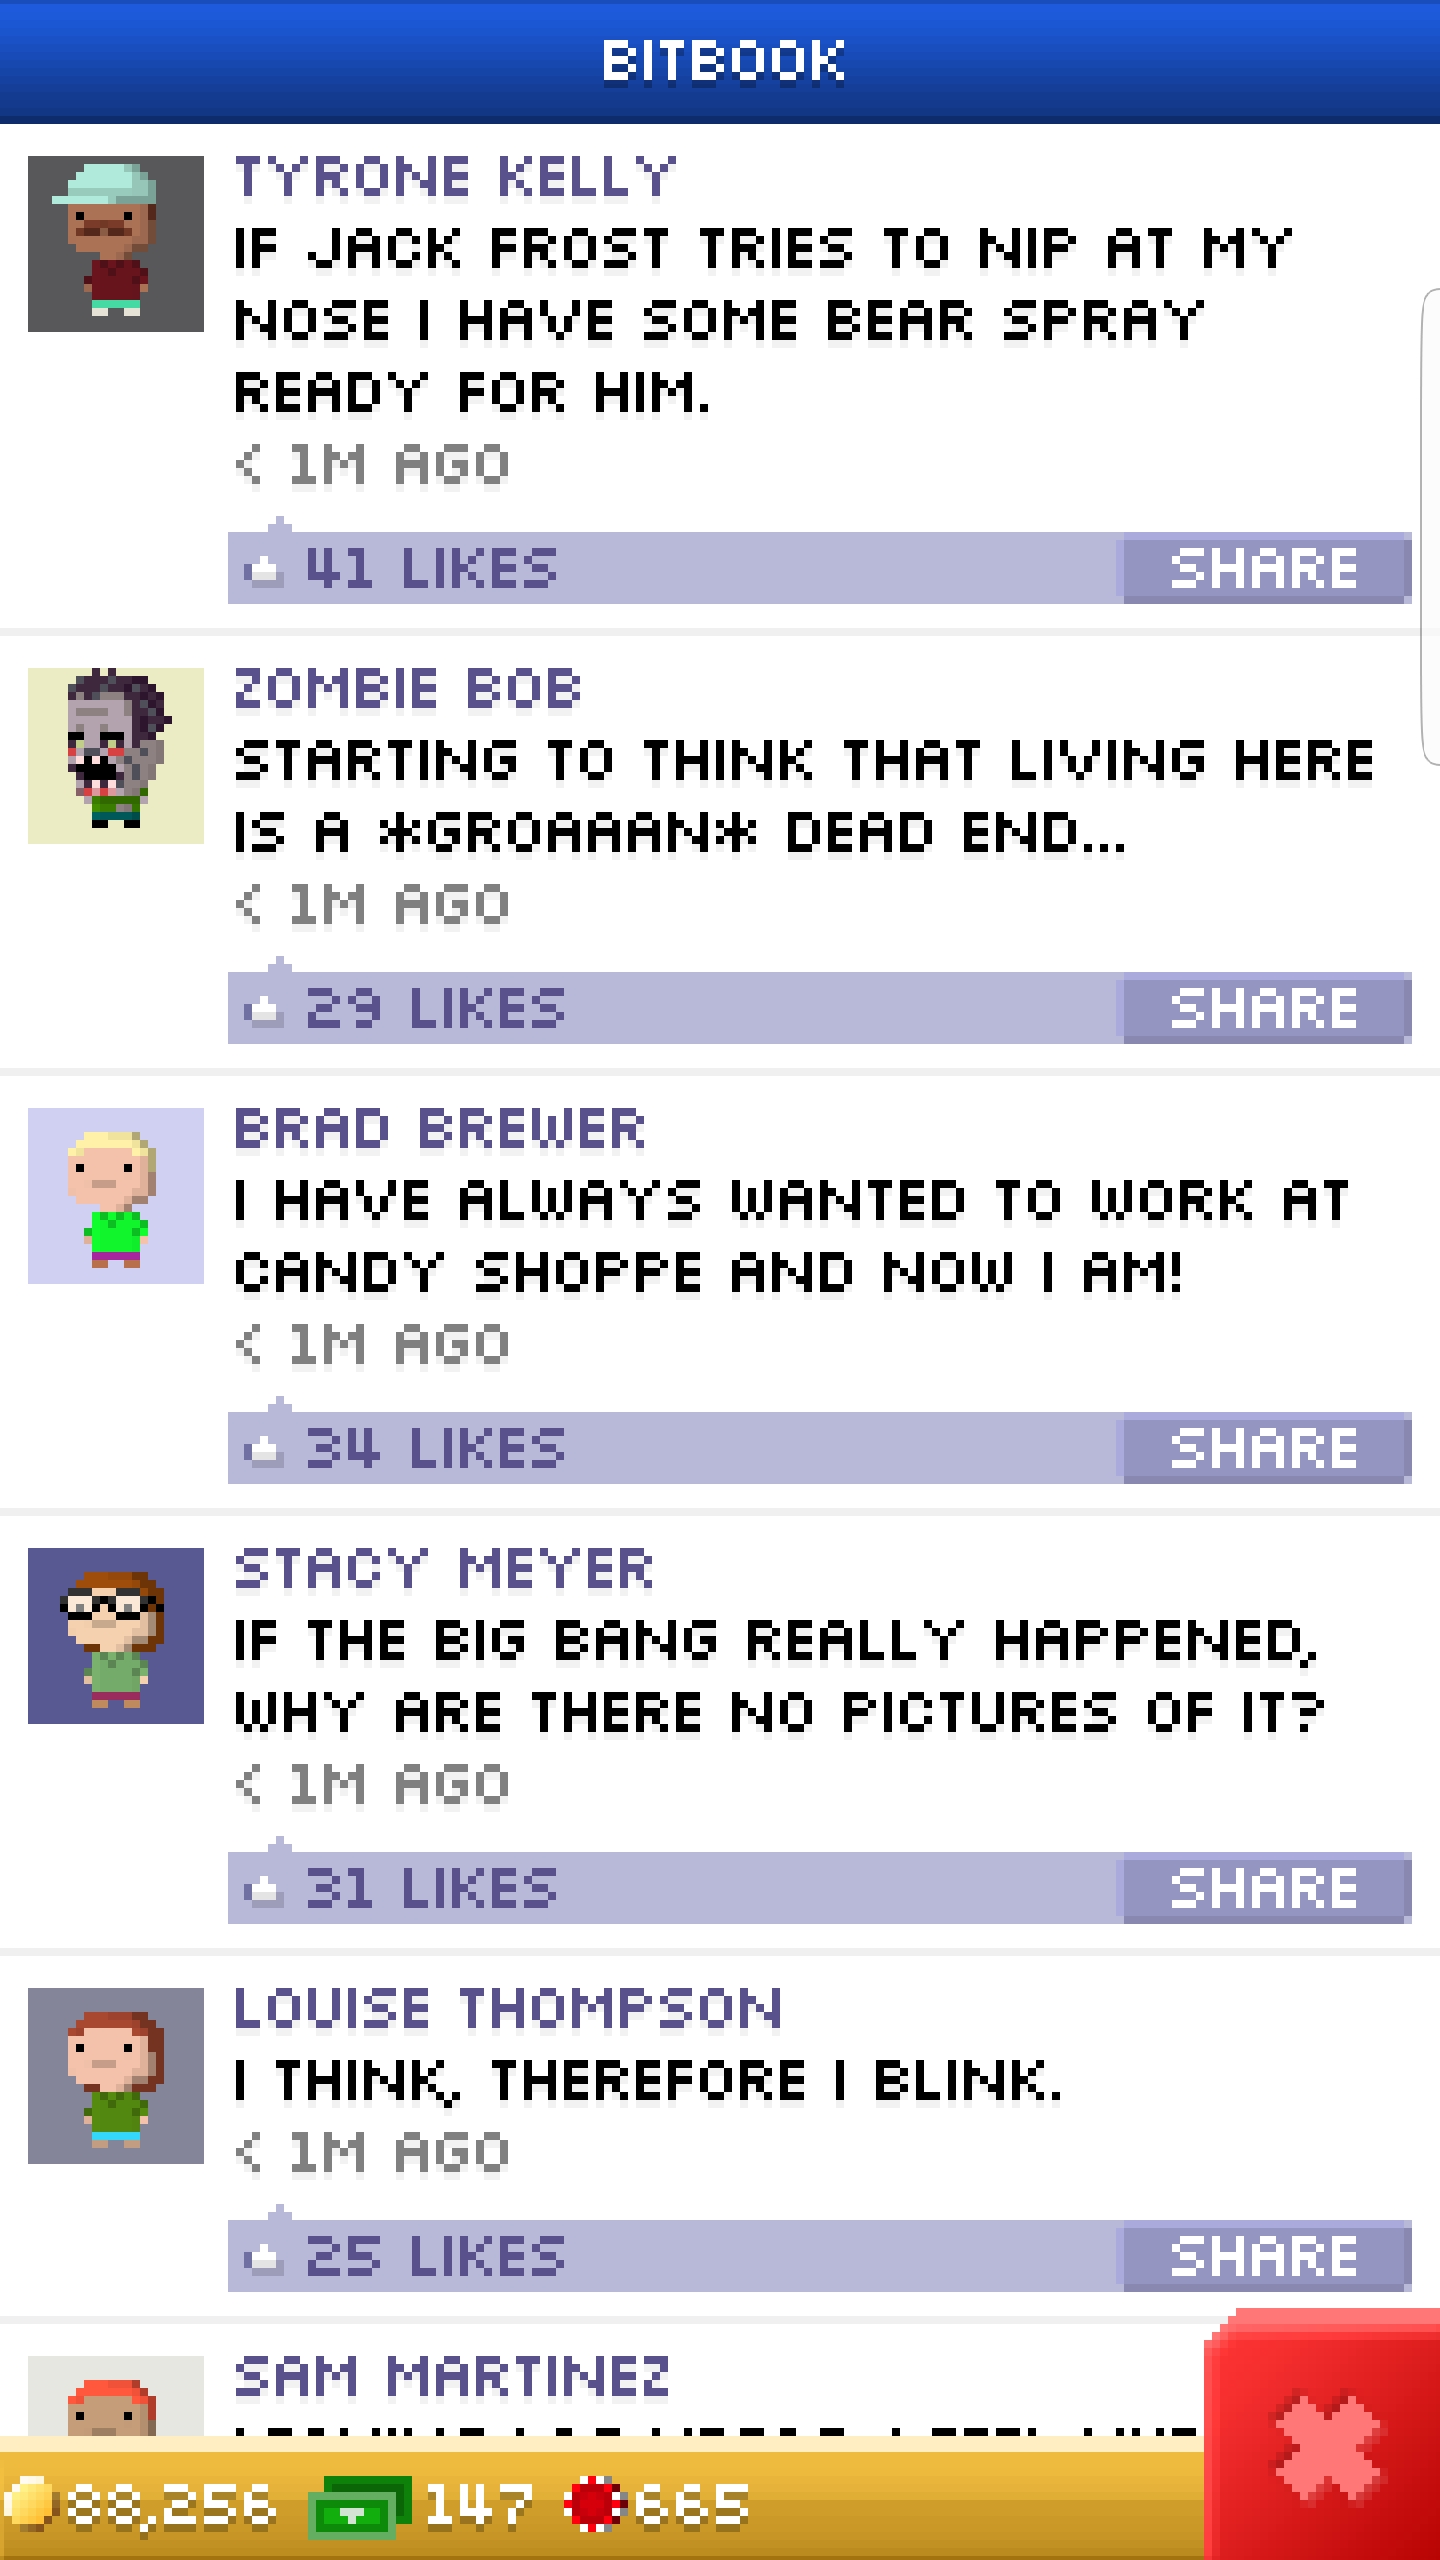 BITBOOK
TYRONE KELLY
IF JACK FROST TRIES TO NIP AT MY
NOSE I HAVE SOME BEAR SPRAY
READY FOR HIM.
< 1M AGO
41 LIKES SHARE
ZOMBIE BOB
STARTING TO THINK THAT LIVING HERE
IS A *GROAAAN* DEAD END...
< 1M AGO
29 LIKES SHARE
BRAD BREWER
I HAVE ALWAYS WANTED TO WORK AT
CANDY SHOPPE AND NOW I AM!
< 1M AGO
34 LIKES SHARE
STACY MEYER
IF THE BIG BANG REALLY HAPPENED,
WHY ARE THERE NO PICTURES OF IT?
< 1M AGO
31 LIKES SHARE
LOUISE THOMPSON
I THINK, THEREFORE I BLINK.
< 1M AGO
25 LIKES SHARE
SAM MARTINEZ
88,256 147 665